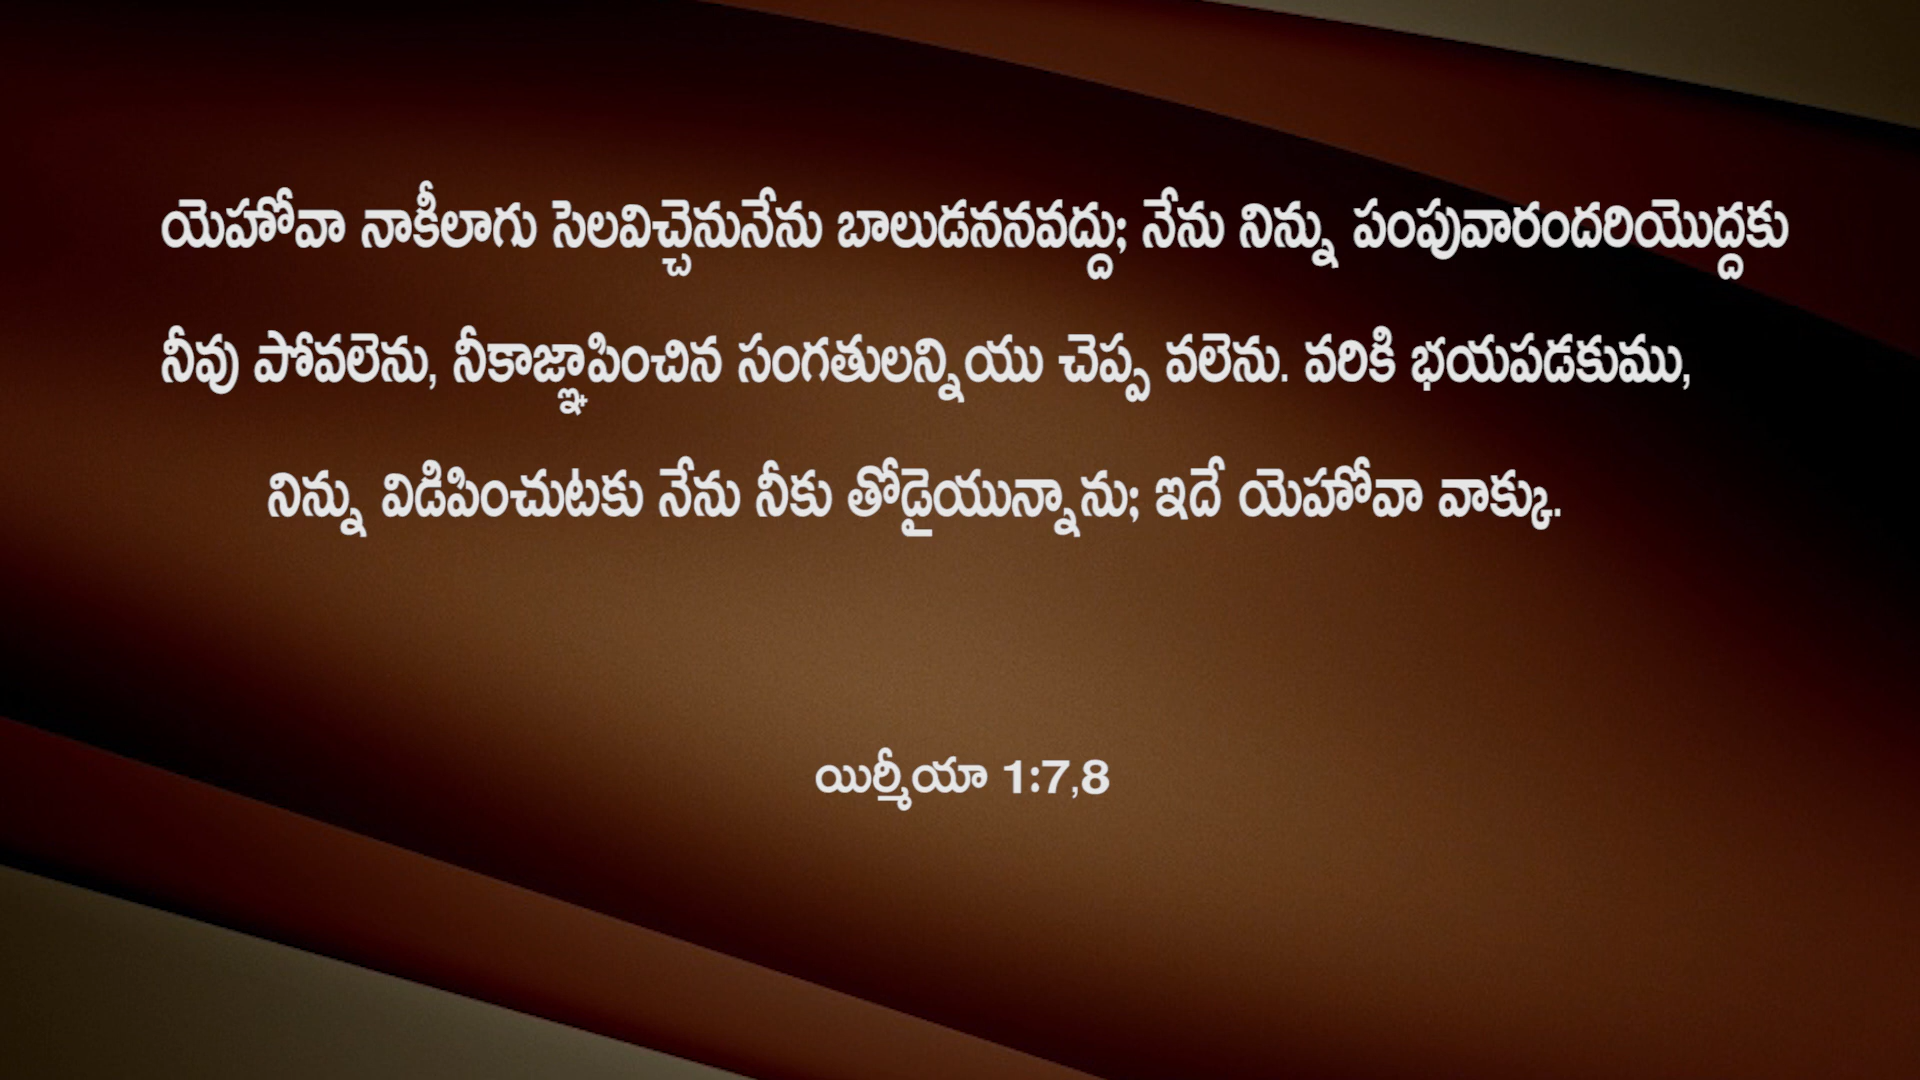 యెహోవా నాకీలాగు సెలవిచ్చెనునేను బాలుడననవద్దు; నేను నిన్ను పంపువారందరియొద్దకు
నీవు పోవలెను, నీకాజ్ఞాపించిన సంగతులన్నియు చెప్ప వలెను. వరికి భయపడకుము,
నిన్ను విడిపించుటకు నేను నీకు తోడైయున్నాను; ఇదే యెహోవా వాక్కు.
యిర్మీయా 1:7,8